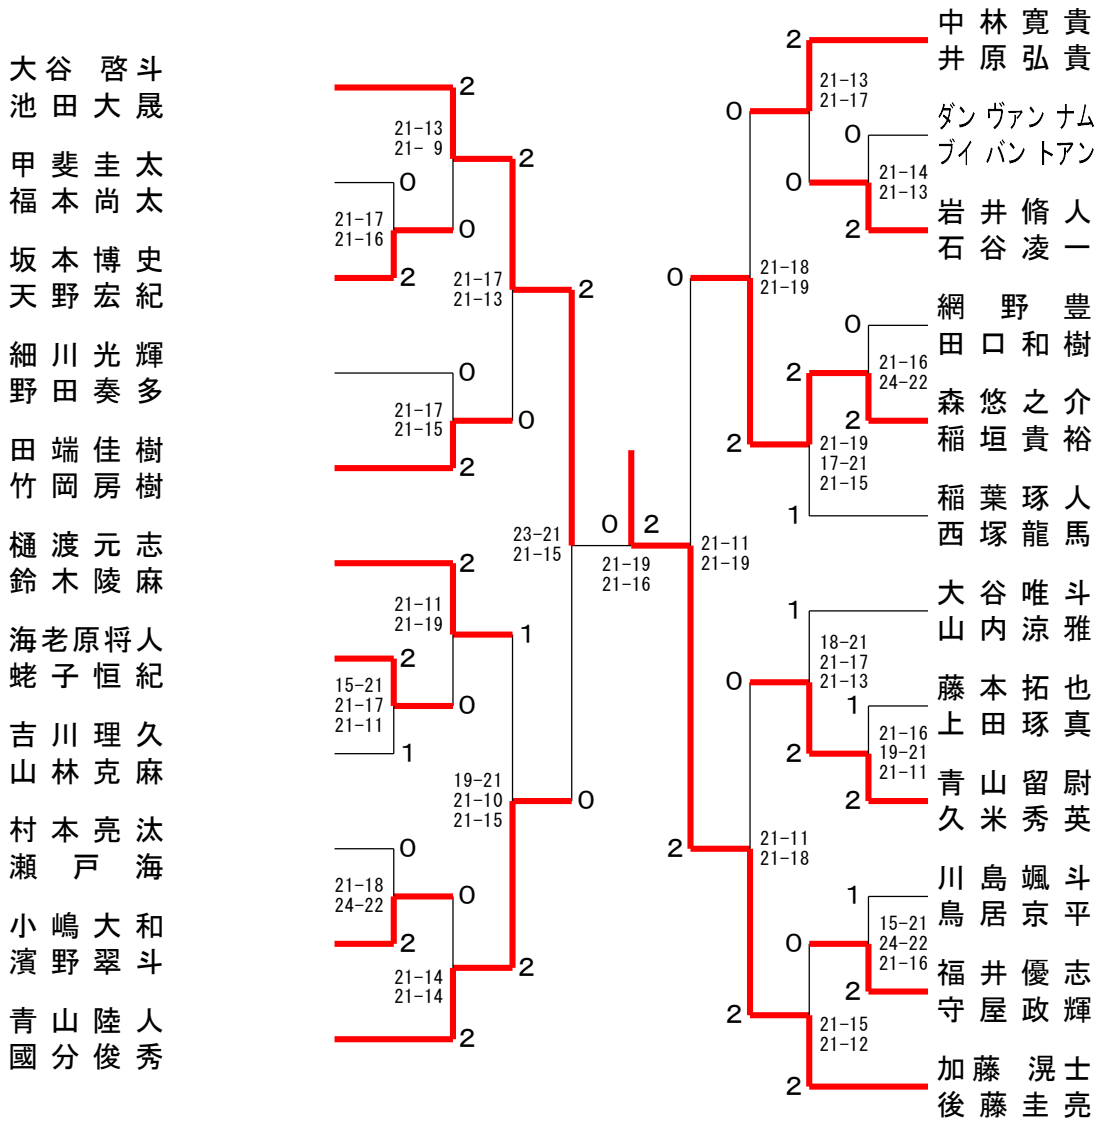 大谷 啓斗
池田大晟
2
21-13
21- 9
2
甲斐圭太
福本尚太
0
21-17
21-16
0
坂本博史
天野宏紀
2
21-17
21-13
2
細川光輝
野田奏多
0
21-17
21-15
0
田端佳樹
竹岡房樹
2
23-21
21-15
樋渡元志
鈴木陵麻
2
21-11
21-19
1
海老原将人
蛯子恒紀
2
15-21
21-17
21-11
0
吉川理久
山林克麻
1
19-21
21-10
21-15
0
村本亮汰
瀬戸海
0
21-18
24-22
0
小嶋大和
濱野翠斗
2
21-14
21-14
2
青山陸人
國分俊秀
2
0 2
21-19
21-16
中林寛貴
井原弘貴
2
21-13
21-17
0
ダン ヴァン ナム
ブイ バン トアン
0
21-14
21-13
0
岩井脩人
石谷凌一
2
0
21-18
21-19
網野豊
田口和樹
0
21-16
24-22
2
森悠之介
稲垣貴裕
2
2
21-19
17-21
21-15
稲葉琢人
西塚龍馬
1
21-11
21-19
大谷唯斗
山内涼雅
1
18-21
21-17
21-13
0
藤本拓也
上田琢真
1
21-16
19-21
21-11
2
青山留尉
久米秀英
2
2
21-11
21-18
川島颯斗
鳥居京平
1
15-21
24-22
21-16
0
福井優志
守屋政輝
2
2
21-15
21-12
加藤 滉士
後藤圭亮
2